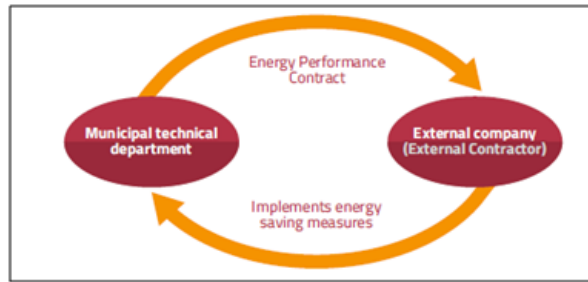 Energy Performance
Contract
Municipal technical
department
External company
(External Contractor)
Implements energy
saving measures